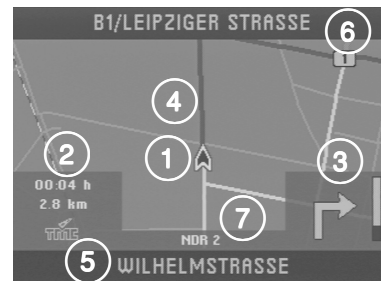 B1/LEIPZIGER STRASSE
6
1
4
2
1
3
00:04 h
2.8 km
TMC
7
NDR 2
5
WILHELMSTRASSE